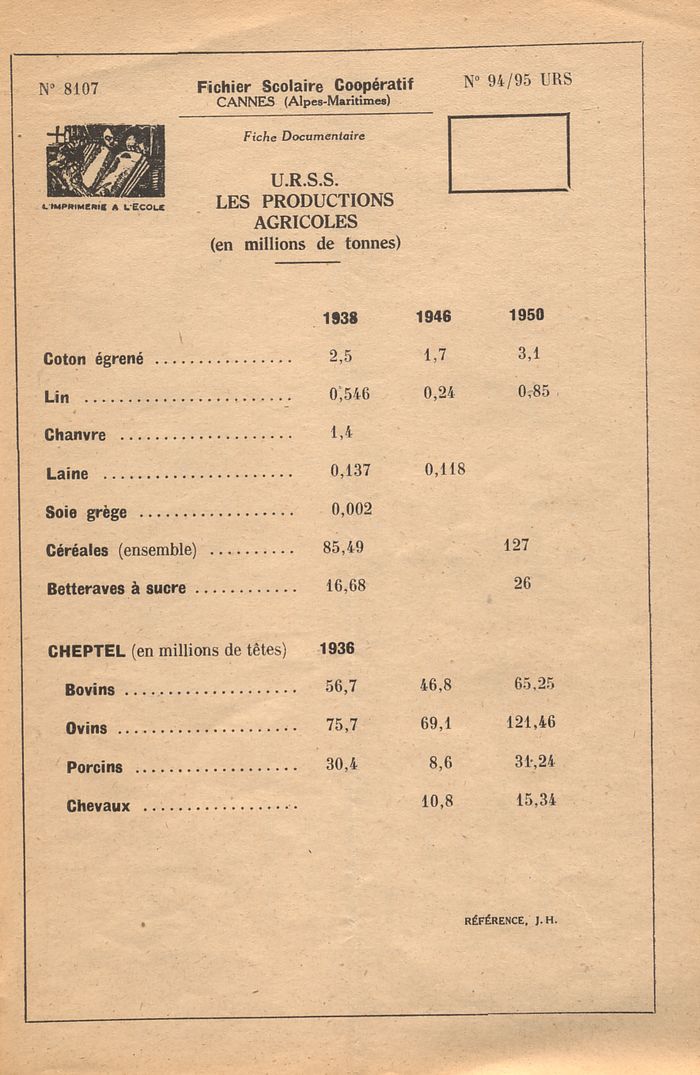 N° 8107
Fichier Scolaire Coopératif
N° 94/95 URS
CANNES (Alpes-Maritimes)
Fiche Documentaire
L'IMPRIMERIE A L'ECOLE
U.R.S.S.
LES PRODUCTIONS
AGRICOLES
(en millions de tonnes)
1938 1946 1950
Coton égrené ................ 2,5 1,7 3,1
Lin ........................ 0,546 0,24 0,85
Chanvre .................... 1,4
Laine ...................... 0,137 0,118
Soie grège .................. 0,002
Céréales (ensemble) .......... 85,49 127
Betteraves à sucre ............ 16,68 26
CHEPTEL (en millions de têtes) 1936
Bovins .................... 56,7 46,8 65,25
Ovins ..................... 75,7 69,1 121,46
Porcins ................... 30,4 8,6 31,24
Chevaux .................. 10,8 15,34
RÉFÉRENCE, J. H.